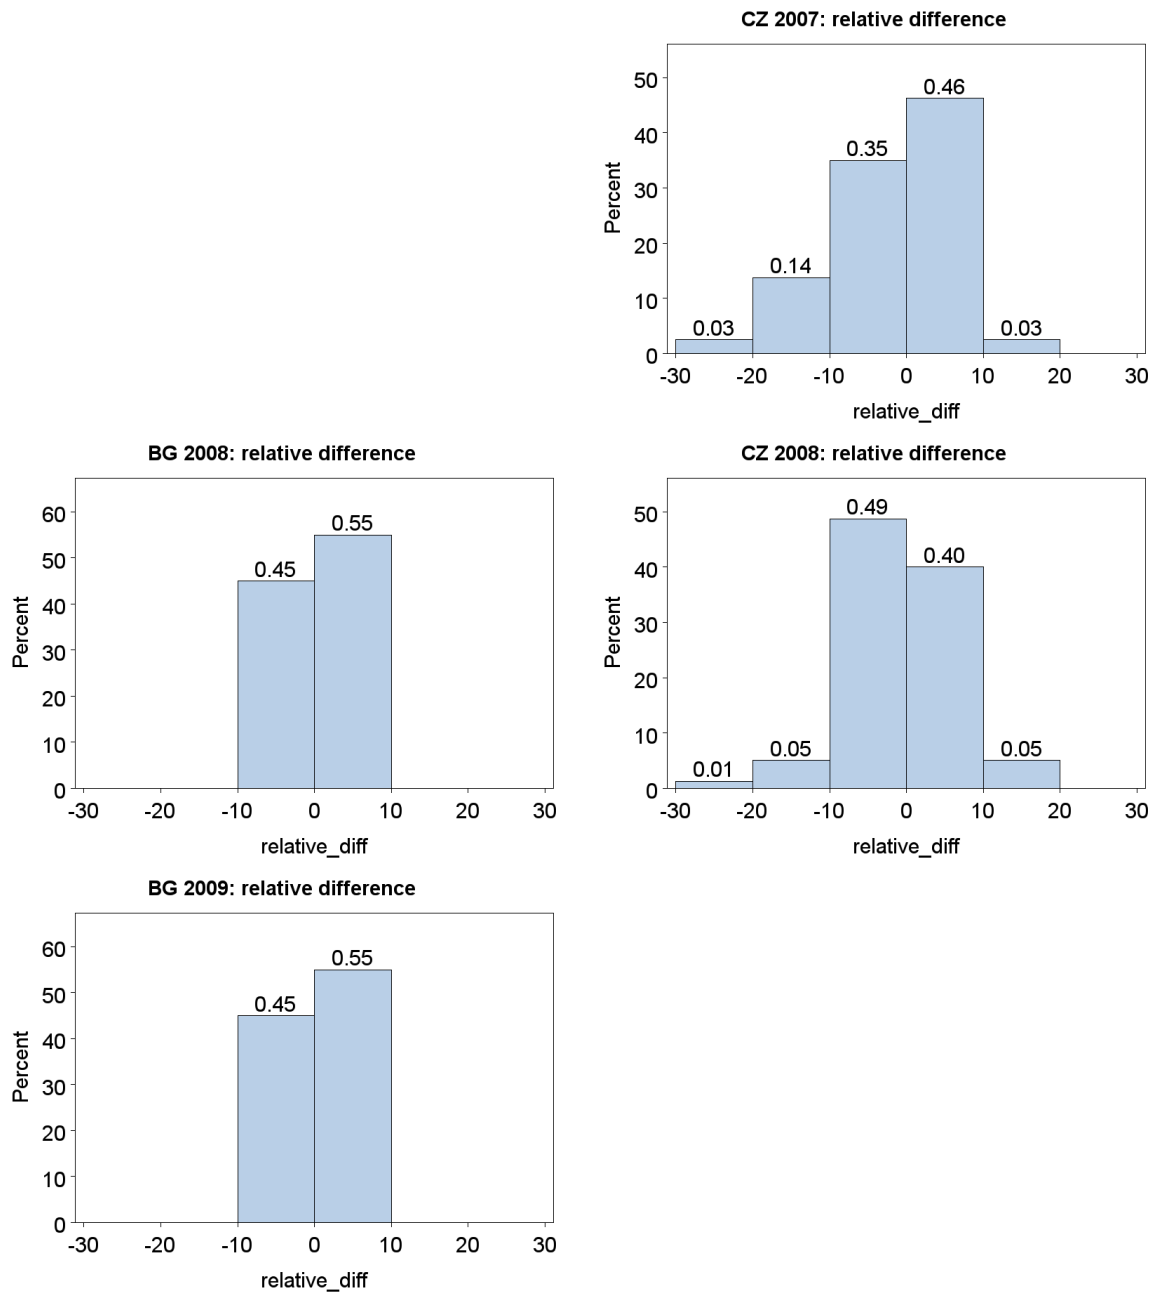 CZ 2007: relative difference
50
40
30
20
10
0
Percent
0.03
0.14
0.35
0.46
0.03
-30 -20 -10 0 10 20 30
relative_diff
BG 2008: relative difference
60
50
40
30
20
10
0
Percent
0.45
0.55
-30 -20 -10 0 10 20 30
relative_diff
CZ 2008: relative difference
50
40
30
20
10
0
Percent
0.01
0.05
0.49
0.40
0.05
-30 -20 -10 0 10 20 30
relative_diff
BG 2009: relative difference
60
50
40
30
20
10
0
Percent
0.45
0.55
-30 -20 -10 0 10 20 30
relative_diff